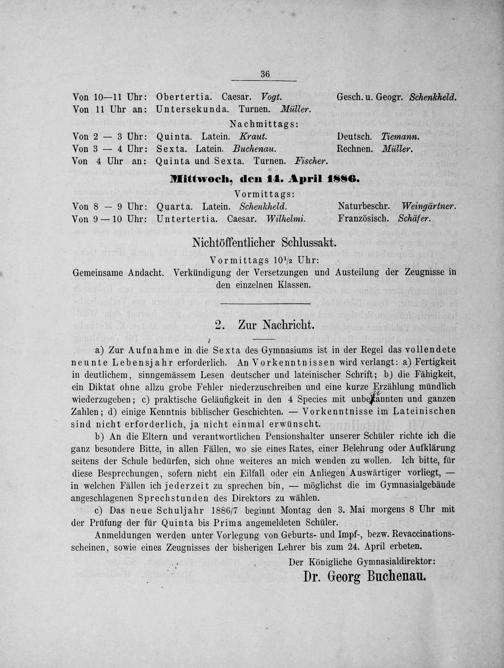 36
Von 10—11 Uhr: Obertertia. Caesar. Vogt. Gesch. u. Geogr. Schenkheld.
Von 11 Uhr an: Untersekunda. Turnen. Müller.
Nachmittags:
Von 2 — 3 Uhr: Quinta. Latein. Kraut. Deutsch. Tiemann.
Von 3 — 4 Uhr: Sexta. Latein. Buchenau. Rechnen. Müller.
Von 4 Uhr an: Quinta und Sexta. Turnen. Fischer.
Mittwoch, den 14. April 1886.
Vormittags:
Von 8 — 9 Uhr: Quarta. Latein. Schenkheld. Naturbeschr. Weingärtner.
Von 9 — 10 Uhr: Untertertia. Caesar. Wilhelmi. Französisch. Schäfer.
Nichtöffentlicher Schlussakt.
Vormittags 10½ Uhr:
Gemeinsame Andacht. Verkündigung der Versetzungen und Austeilung der Zeugnisse in
den einzelnen Klassen.
2. Zur Nachricht.
a) Zur Aufnahme in die Sexta des Gymnasiums ist in der Regel das vollendete
neunte Lebensjahr erforderlich. An Vorkenntnissen wird verlangt: a) Fertigkeit
in deutlichem, sinngemässem Lesen deutscher und lateinischer Schrift; b) die Fähigkeit,
ein Diktat ohne allzu grobe Fehler niederzuschreiben und eine kurze Erzählung mündlich
wiederzugeben; c) praktische Geläufigkeit in den 4 Species mit unbekannten und ganzen
Zahlen; d) einige Kenntnis biblischer Geschichten. — Vorkenntnisse im Lateinischen
sind nicht erforderlich, ja nicht einmal erwünscht.
b) An die Eltern und verantwortlichen Pensionshalter unserer Schüler richte ich die
ganz besondere Bitte, in allen Fällen, wo sie eines Rates, einer Belehrung oder Aufklärung
seitens der Schule bedürfen, sich ohne weiteres an mich wenden zu wollen. Ich bitte, für
diese Besprechungen, sofern nicht ein Eilfall oder ein Anliegen Auswärtiger vorliegt, —
in welchen Fällen ich jederzeit zu sprechen bin, — möglichst die im Gymnasialgebäude
angeschlagenen Sprechstunden des Direktors zu wählen.
c) Das neue Schuljahr 1886/7 beginnt Montag den 3. Mai morgens 8 Uhr mit
der Prüfung der für Quinta bis Prima angemeldeten Schüler.
Anmeldungen werden unter Vorlegung von Geburts- und Impf-, bezw. Revaccinations-
scheinen, sowie eines Zeugnisses der bisherigen Lehrer bis zum 24. April erbeten.
Der Königliche Gymnasialdirektor:
Dr. Georg Buchenau.